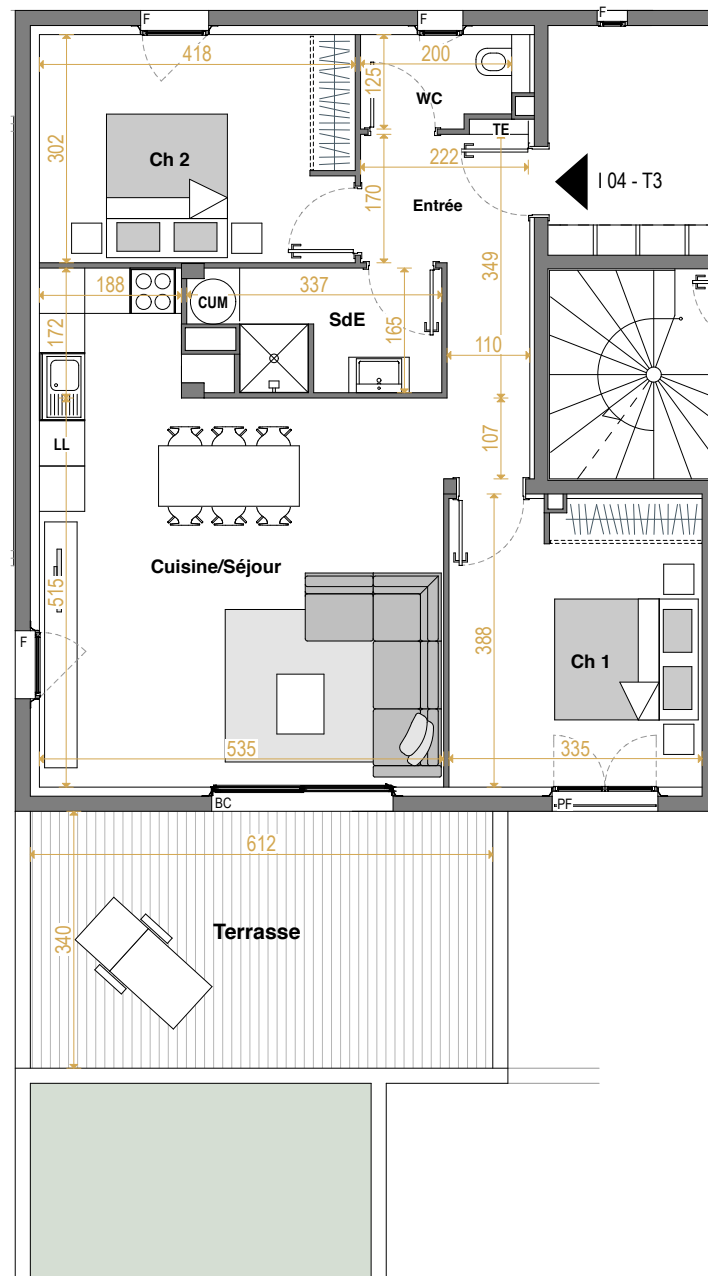 F
F
F
418
200
125
WC
TE
302
Ch 2
222
170
Entrée
I 04 - T3
349
188
337
CUM
SdE
172
165
110
LL
107
Cuisine/Séjour
515
388
F
Ch 1
535
335
BC
PF
612
340
Terrasse